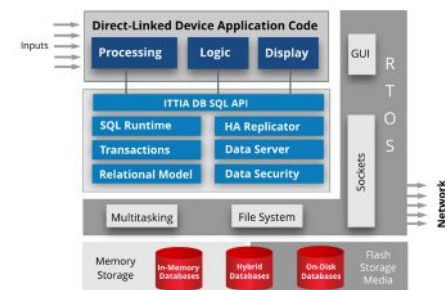 Direct-Linked Device Application Code
Inputs
Processing
Logic
Display
GUI
RTOS
ITTIA DB SQL API
SQL Runtime
HA Replicator
Transactions
Data Server
Relational Model
Data Security
Sockets
Network
Multitasking
File System
Memory
Storage
In-Memory
Databases
Hybrid
Databases
On-Disk
Databases
Flash
Storage
Media